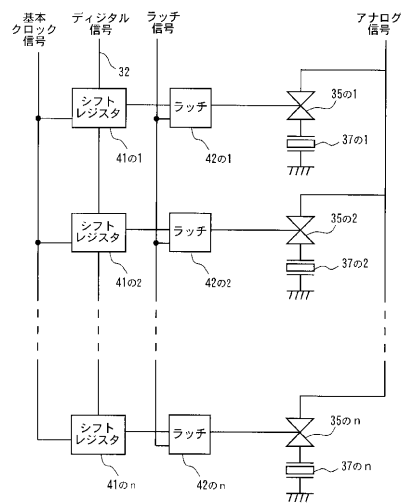 基本
クロック
信号
ディジタル
信号
ラッチ
信号
アナログ
信号
32
シフト
レジスタ
ラッチ
35の1
37の1
41の1
42の1
シフト
レジスタ
ラッチ
35の2
37の2
41の2
42の2
シフト
レジスタ
ラッチ
35のn
37のn
41のn
42のn